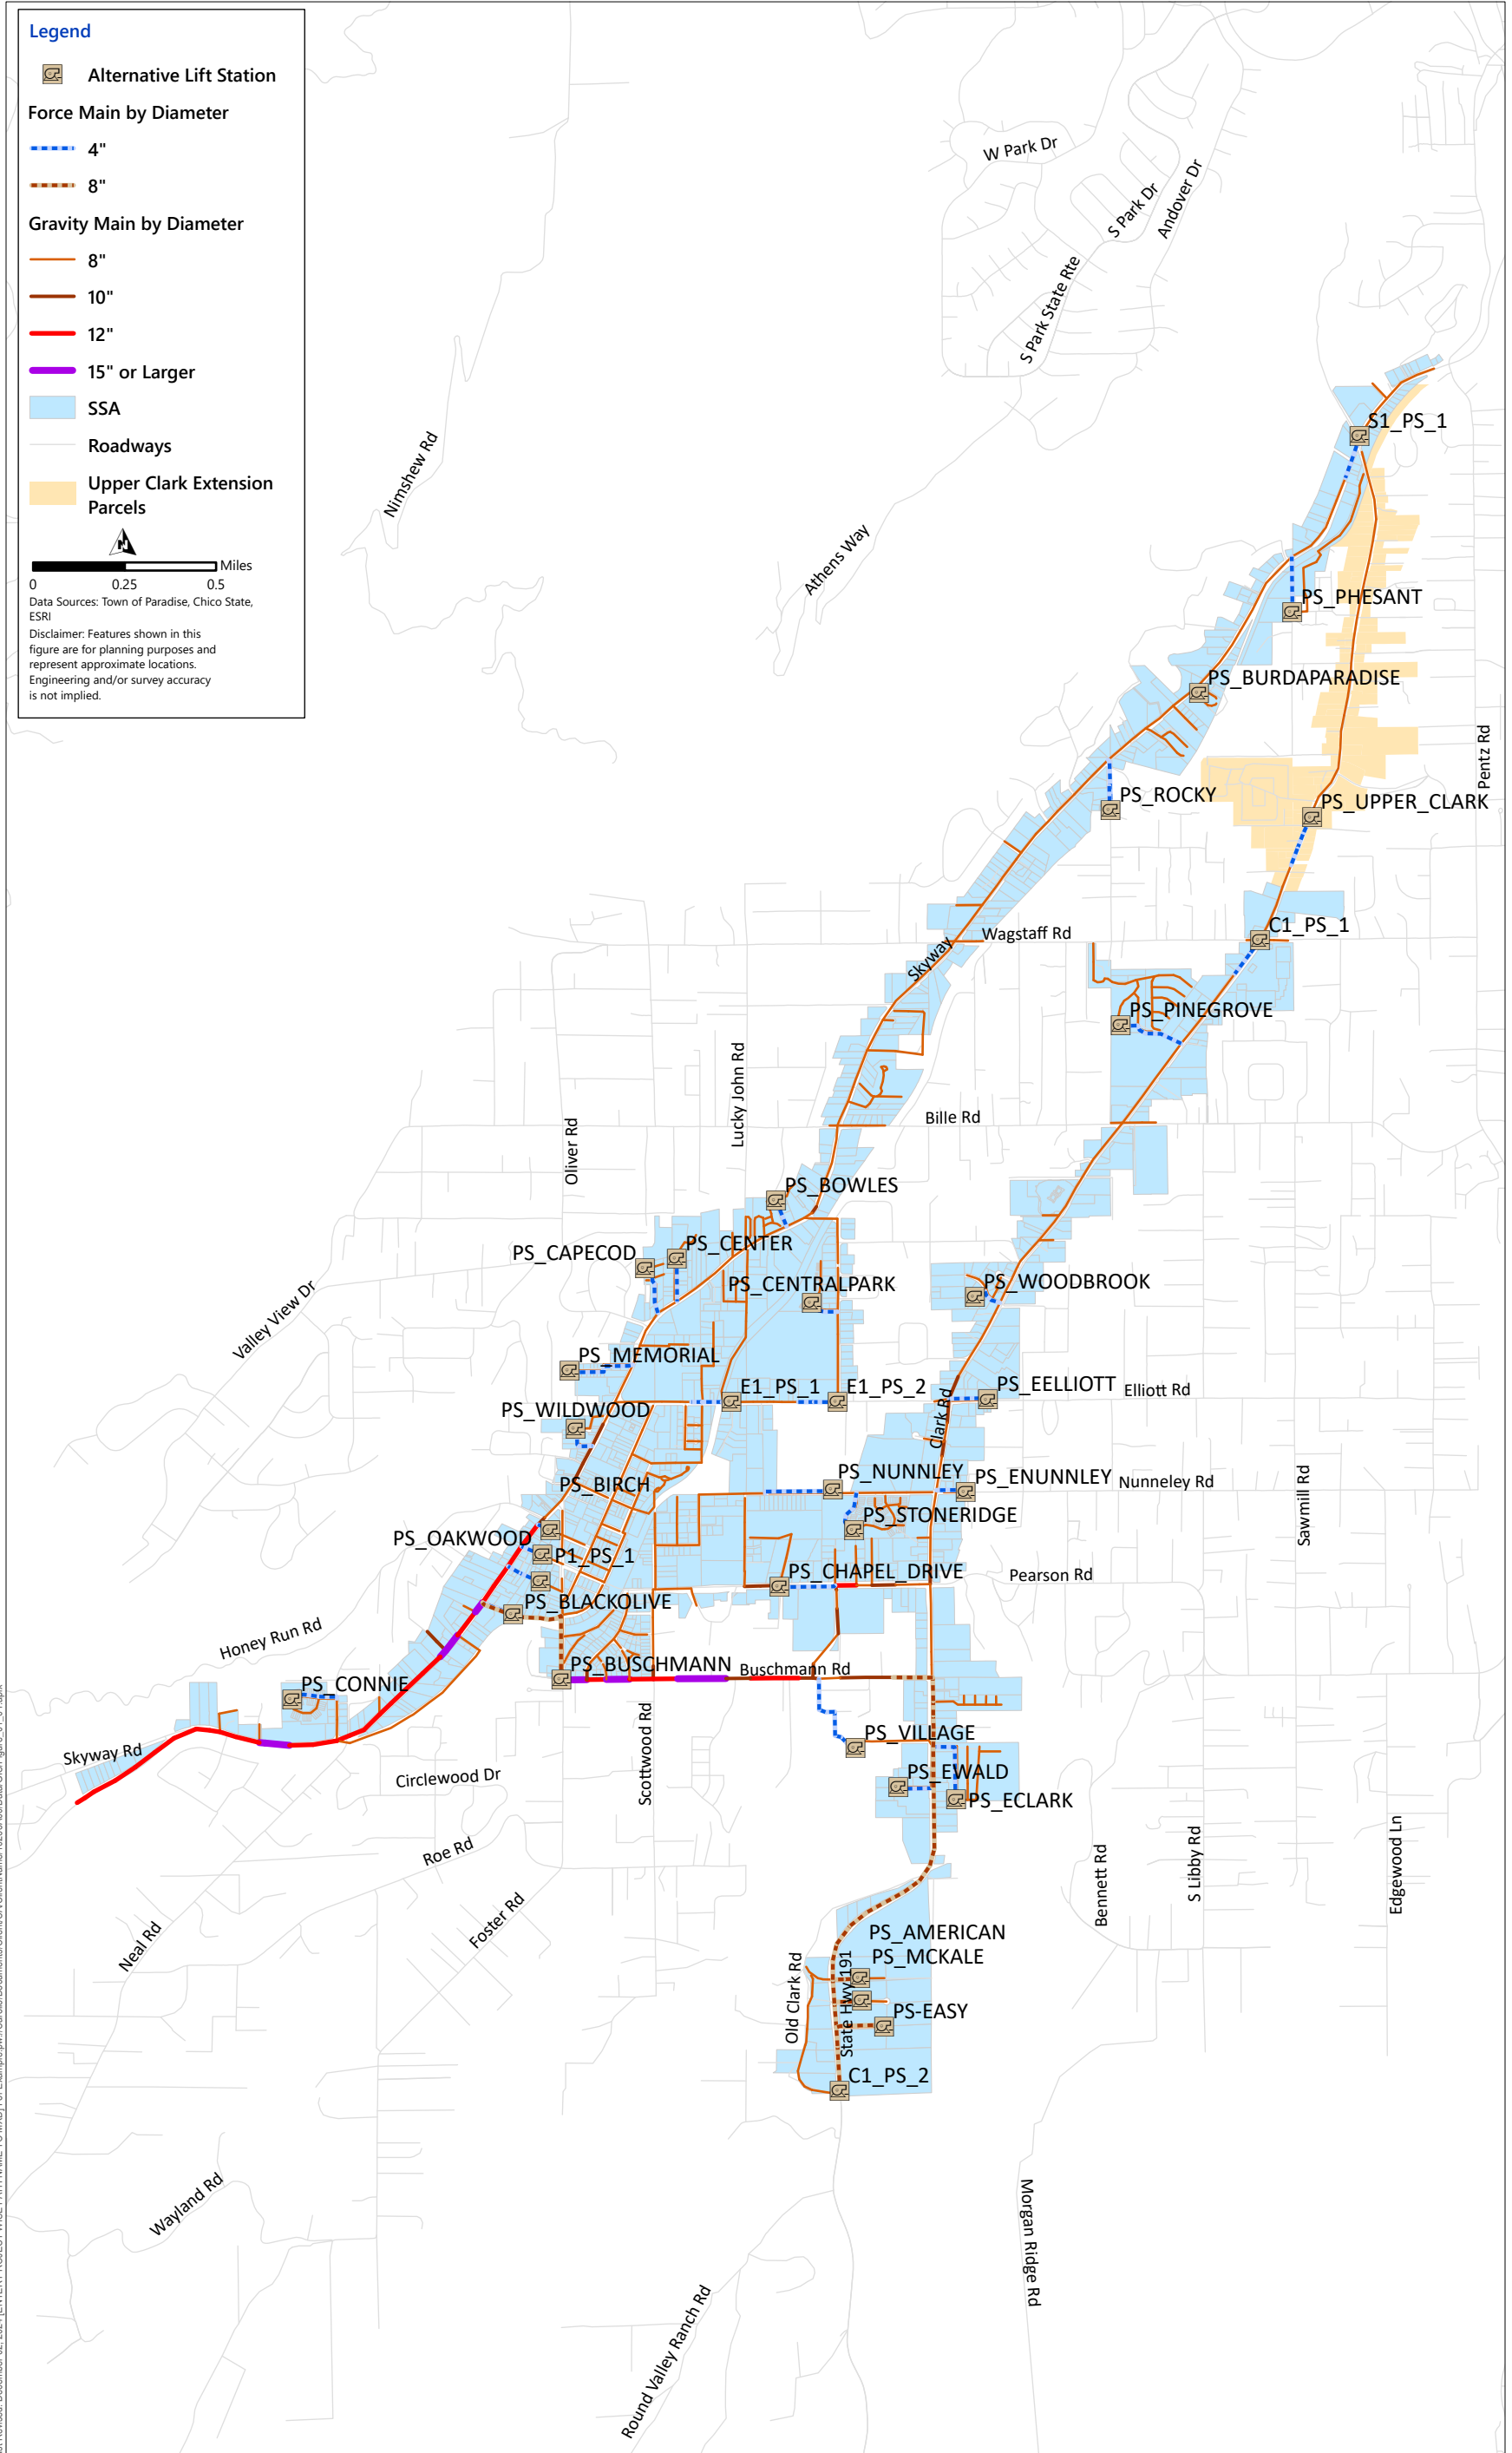 Legend
Alternative Lift Station
Force Main by Diameter
4"
8"
Gravity Main by Diameter
8"
10"
12"
15" or Larger
SSA
Roadways
Upper Clark Extension
Parcels
N
Miles
0 0.25 0.5
Data Sources: Town of Paradise, Chico State,
ESRI
Disclaimer: Features shown in this
figure are for planning purposes and
represent approximate locations.
Engineering and/or survey accuracy
is not implied.
W Park Dr
S Park Dr
Andover Dr
S Park State Rte
Nimshew Rd
Athens Way
S1_PS_1
PS_PHESANT
PS_BURDAPARADISE
Pentz Rd
PS_ROCKY
PS_UPPER_CLARK
C1_PS_1
Wagstaff Rd
Skyway
PS_PINEGROVE
Lucky John Rd
Oliver Rd
Bille Rd
PS_BOWLES
PS_CAPECOD
PS_CENTER
PS_CENTRALPARK
PS_WOODBROOK
Valley View Dr
PS_MEMORIAL
E1_PS_1
E1_PS_2
PS_EELLIOTT
Elliott Rd
Clark Rd
PS_WILDWOOD
PS_BIRCH
PS_NUNNLEY
PS_ENUNNLEY
Nunneley Rd
Sawmill Rd
PS_STONERIDGE
PS_OAKWOOD
P1_PS_1
PS_CHAPEL_DRIVE
Pearson Rd
PS_BLACKOLIVE
Honey Run Rd
PS_BUSCHMANN
Buschmann Rd
PS_CONNIE
Skyway Rd
Scottwood Rd
PS_VILLAGE
Circlewood Dr
PS_EWALD
PS_ECLARK
Roe Rd
Foster Rd
Neal Rd
Bennett Rd
S Libby Rd
Edgewood Ln
PS_AMERICAN
PS_MCKALE
Old Clark Rd
State Hwy 191
PS-EASY
C1_PS_2
Wayland Rd
Morgan Ridge Rd
Round Valley Ranch Rd